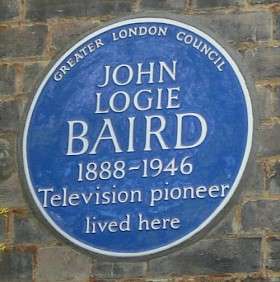 GREATER LONDON COUNCIL
JOHN
LOGIE
BAIRD
1888-1946
Television pioneer
lived here